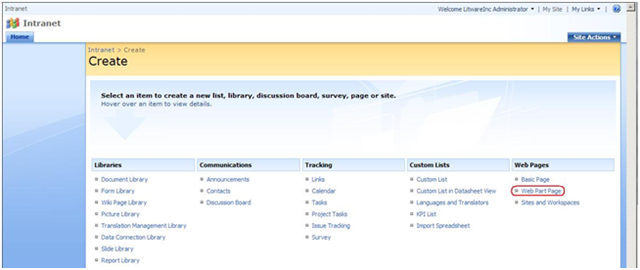 Intranet
Welcome LitwareInc Administrator | My Site | My Links |
Intranet
Home
Site Actions
Intranet > Create
Create
Select an item to create a new list, library, discussion board, survey, page or site.
Hover over an item to view details.
Libraries
Document Library
Form Library
Wiki Page Library
Picture Library
Translation Management Library
Data Connection Library
Slide Library
Report Library
Communications
Announcements
Contacts
Discussion Board
Tracking
Links
Calendar
Tasks
Project Tasks
Issue Tracking
Survey
Custom Lists
Custom List
Custom List in Datasheet View
Languages and Translators
KPI List
Import Spreadsheet
Web Pages
Basic Page
Web Part Page
Sites and Workspaces